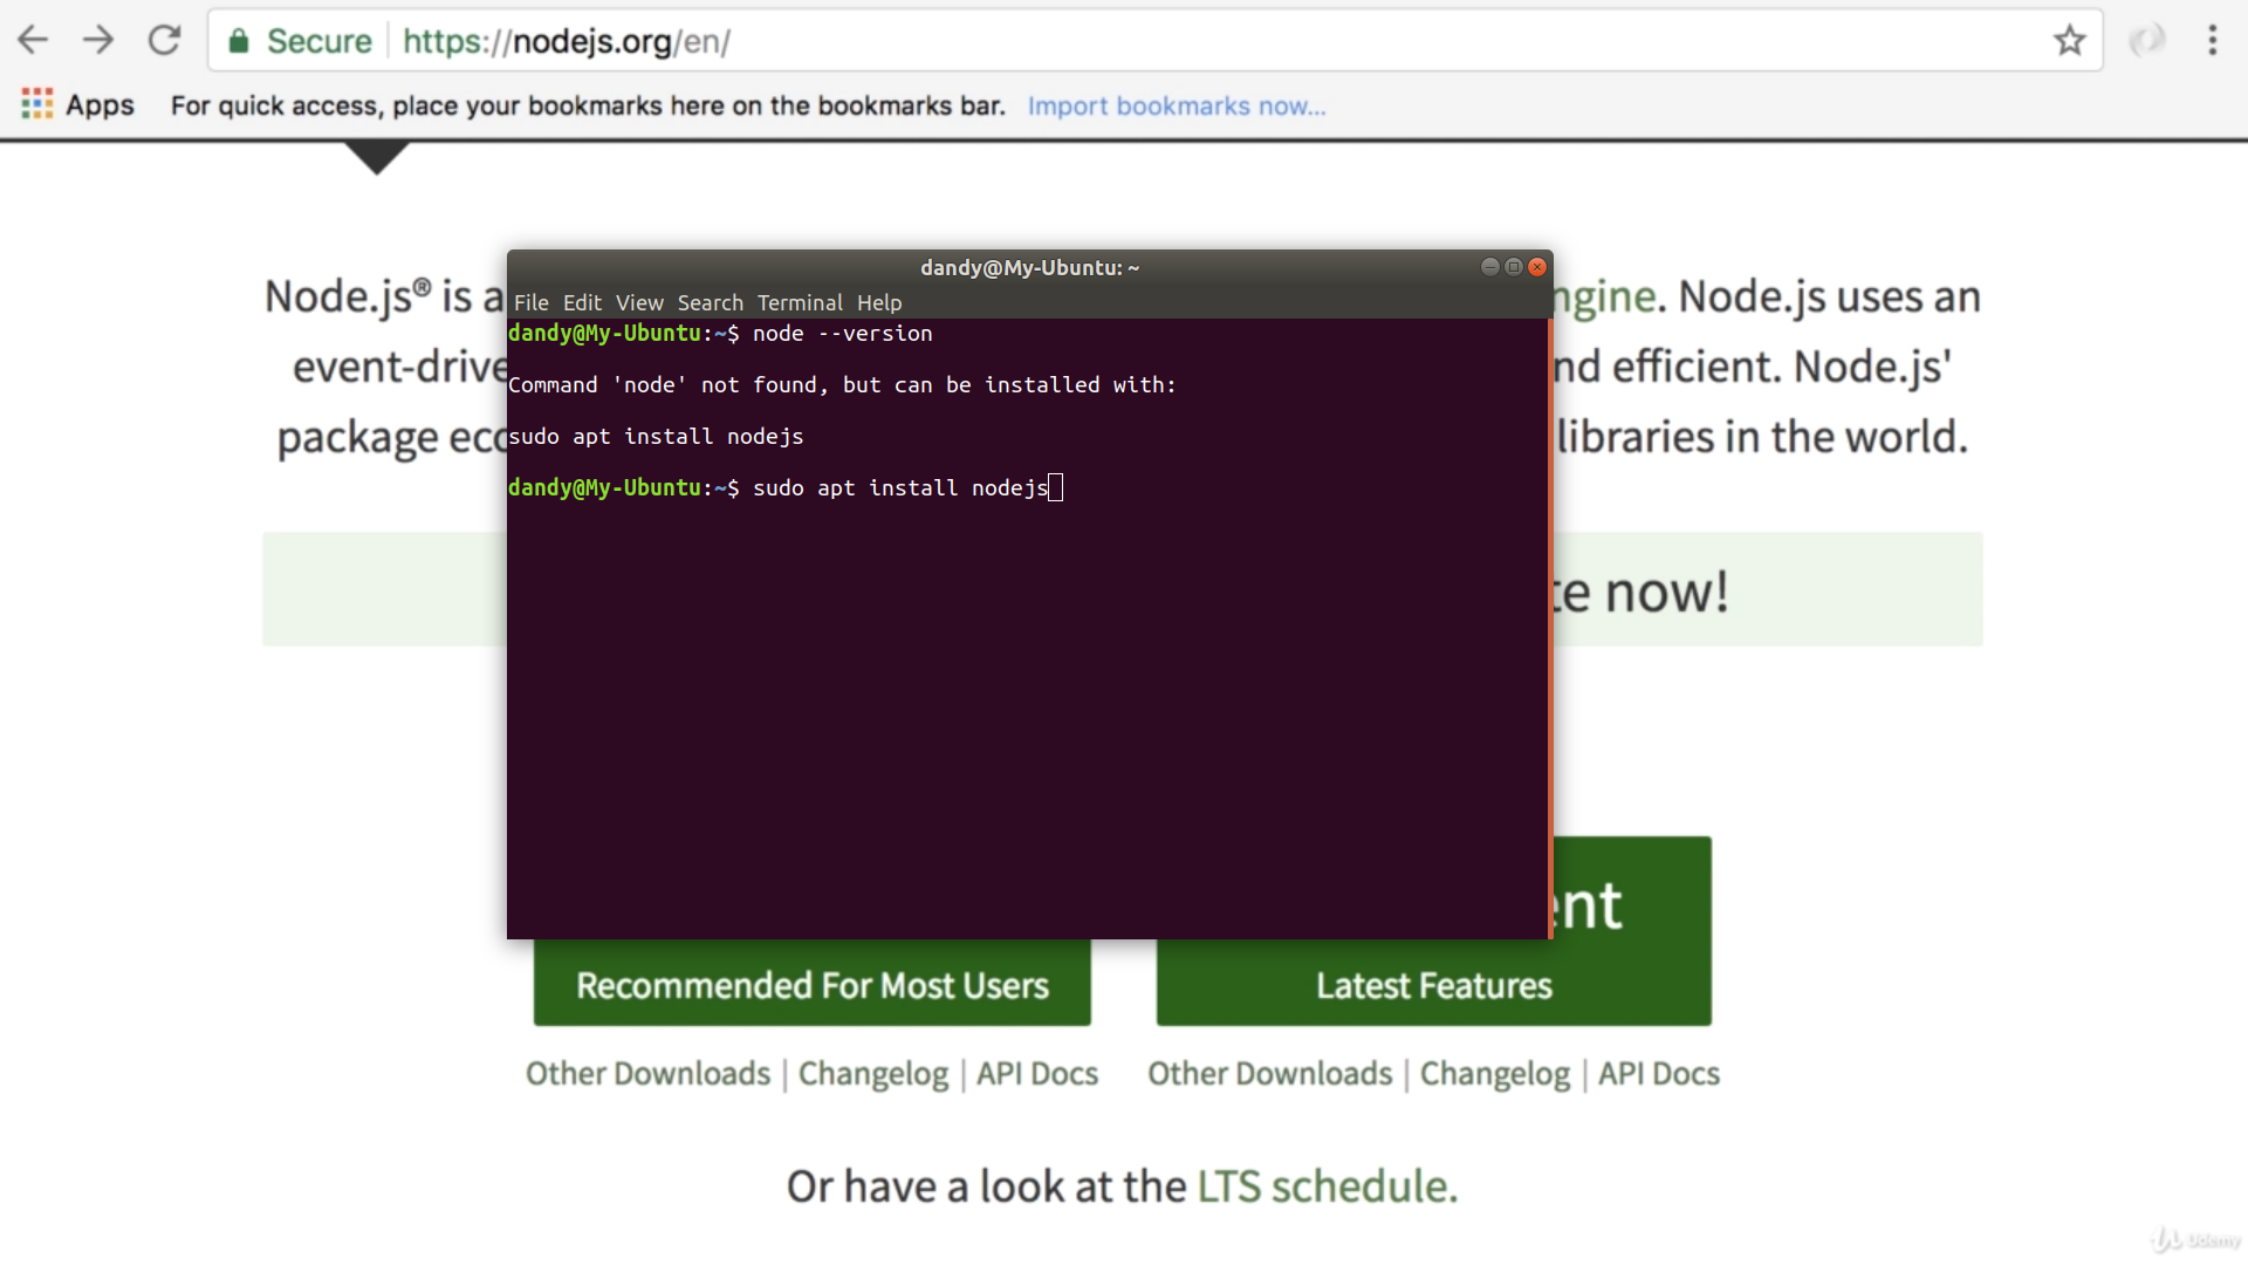 Secure https://nodejs.org/en/
Apps For quick access, place your bookmarks here on the bookmarks bar. Import bookmarks now...
dandy@My-Ubuntu: ~
File Edit View Search Terminal Help
dandy@My-Ubuntu:~$ node --version
Command 'node' not found, but can be installed with:
sudo apt install nodejs
dandy@My-Ubuntu:~$ sudo apt install nodejs
Node.js® is a . Node.js uses an
event-drive nd efficient. Node.js'
package eco libraries in the world.
te now!
ent
Recommended For Most Users
Latest Features
Other Downloads | Changelog | API Docs
Other Downloads | Changelog | API Docs
Or have a look at the LTS schedule.
Udemy